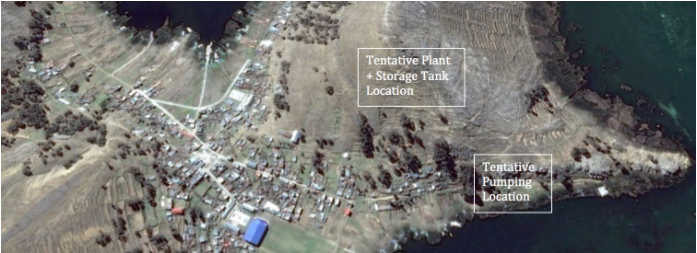 Tentative Plant
+ Storage Tank
Location
Tentative
Pumping
Location